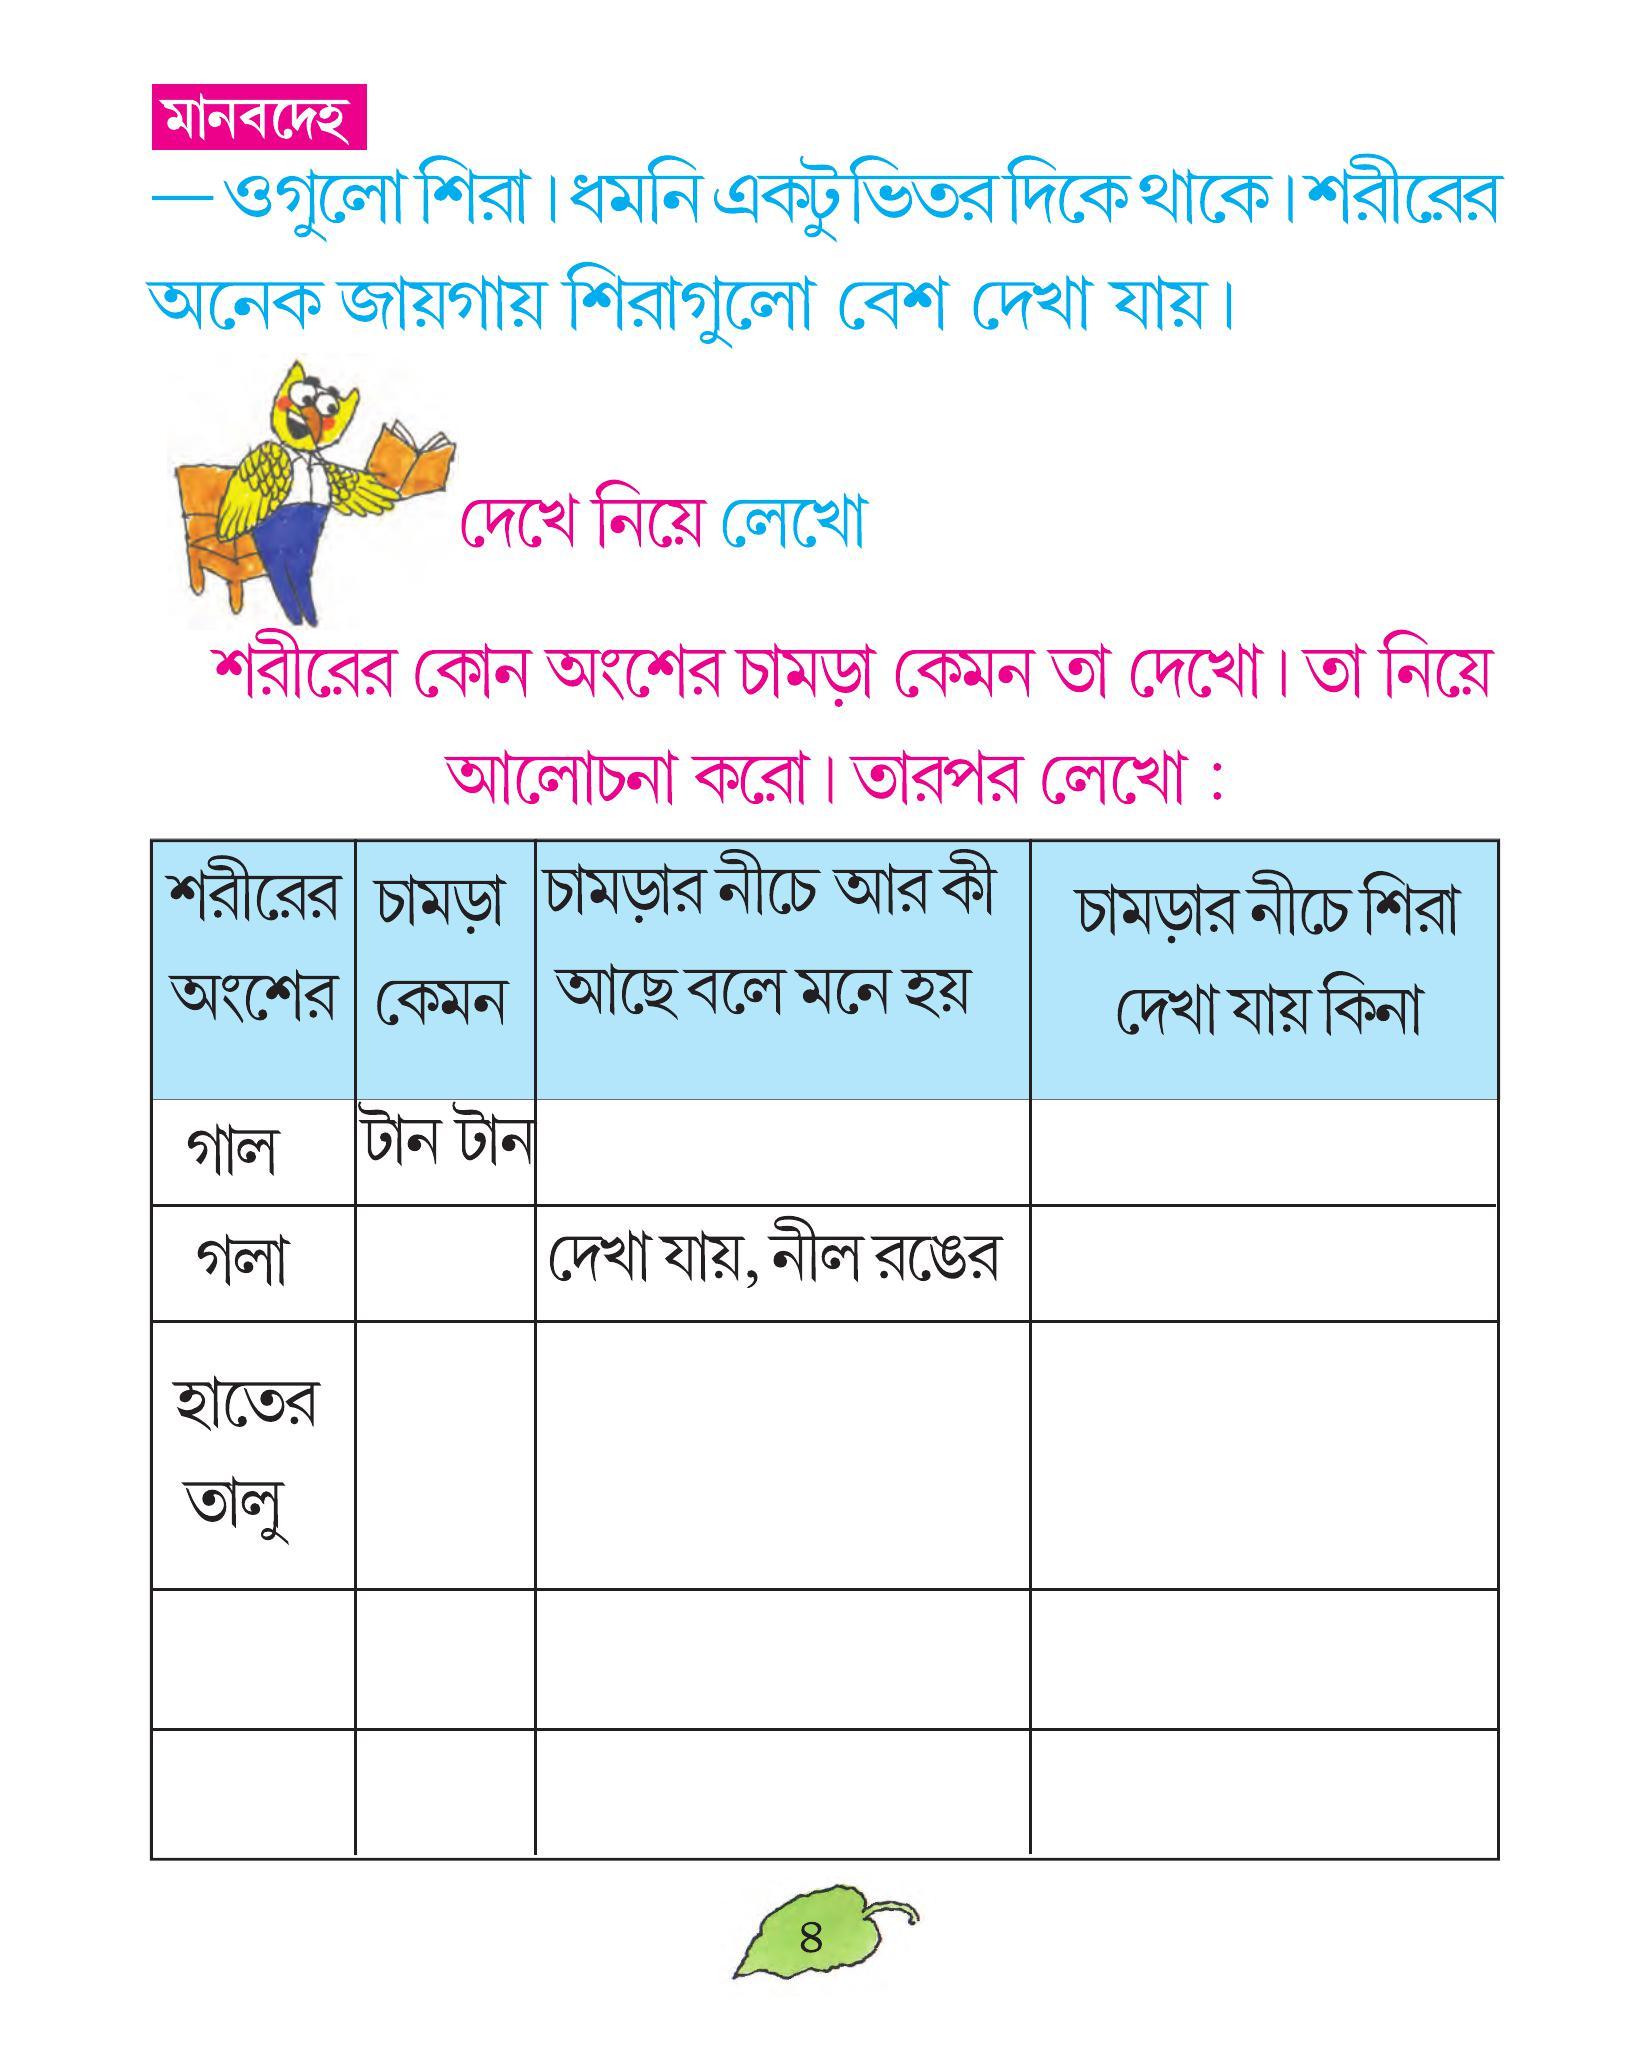 মানবদেহ
— ওগুলো শিরা। ধমনি একটু ভিতর দিকে থাকে। শরীরের
অনেক জায়গায় শিরাগুলো বেশ দেখা যায়।
দেখে নিয়ে লেখো
শরীরের কোন অংশের চামড়া কেমন তা দেখো। তা নিয়ে
আলোচনা করো। তারপর লেখো :
শরীরের
অংশের
চামড়া
কেমন
চামড়ার নীচে আর কী
আছে বলে মনে হয়
চামড়ার নীচে শিরা
দেখা যায় কিনা
গাল
টান টান
গলা
দেখা যায়, নীল রঙের
হাতের
তালু
৪